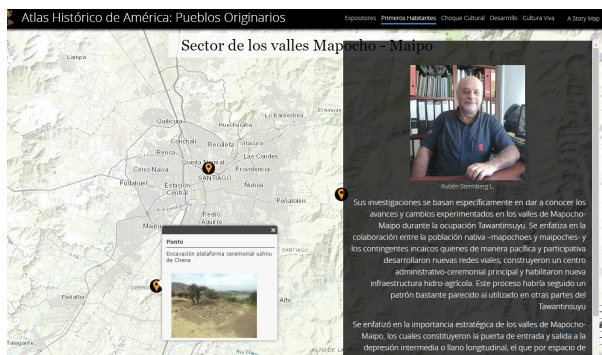 Atlas Histórico de América: Pueblos Originarios
Expositores Primeros Habitantes Choque Cultural Desarrollo Cultura Viva A Story Map
Sector de los valles Mapocho - Maipo
Lampa
Lo Barnechea
El Arrayán
Quilicura
Huechuraba
Conchalí
Recoleta
Vitacura
Renca
Las Condes
Quinta Normal
Cerro Navia
Providencia
SANTIAGO
Pudahuel
Estación
Central
Ñuñoa
Peñalolén
Pedro
Aguirre
Maipú
SANTIAGO
CERRO
Peñaflor
Alto
Talagante
ALTO DE LA
Punto
Excavación plataforma ceremonial ushnu
de Chena
Rubén Stemhberg L.
Sus investigaciones se basan específicamente en dar a conocer los
avances y cambios experimentados en los valles de Mapocho-
Maipo durante la ocupación Tawantinsuyu. Se enfatiza en la
colaboración entre la población nativa –mapochoes y maipoches- y
los contingentes incaicos quienes de manera pacífica y participativa
desarrollaron nuevas redes viales, construyeron un centro
administrativo-ceremonial principal y habilitaron nueva
infraestructura hidro-agrícola. Este proceso habría seguido un
patrón bastante parecido al utilizado en otras partes del
Tawantinsuyu
Se enfatizó en la importancia estratégica de los valles de Mapocho-
Maipo, los cuales constituyeron la puerta de entrada y salida a la
depresión intermedia o llano longitudinal, el que por espacio de